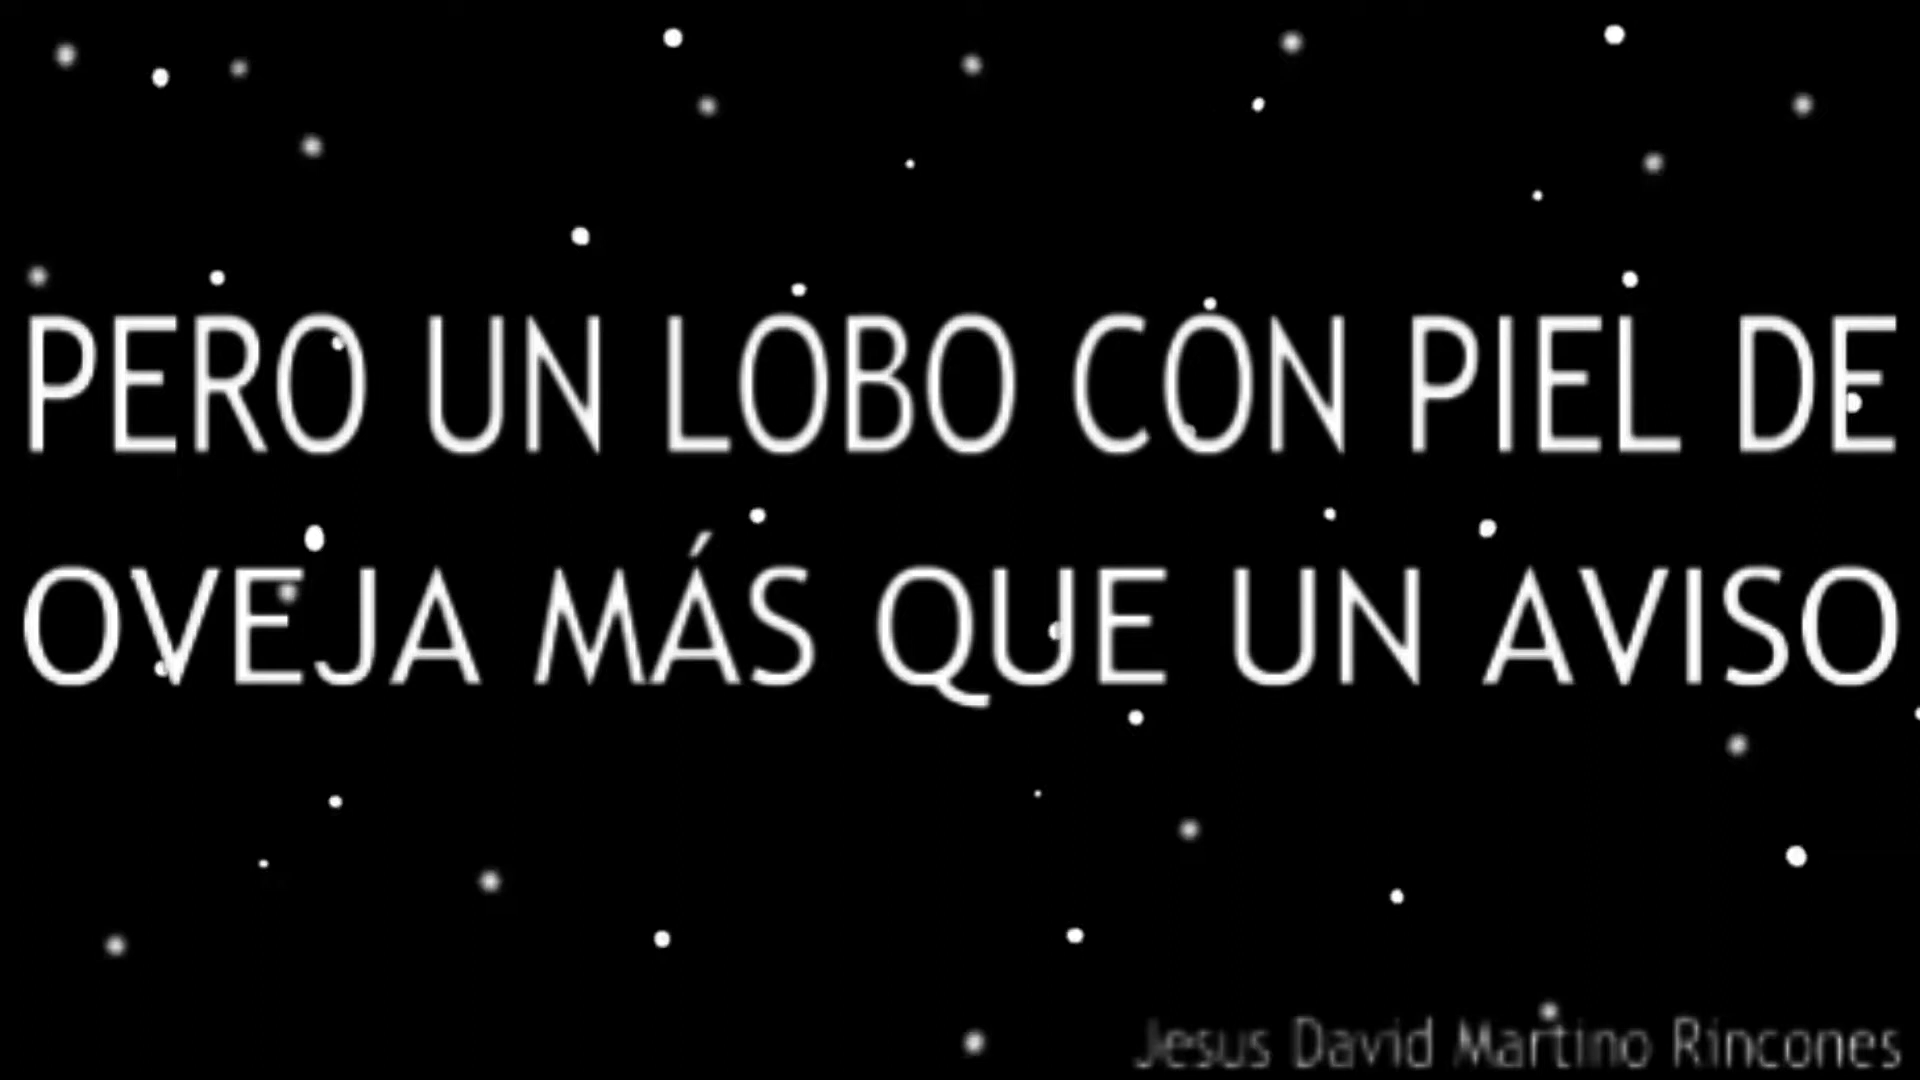 PERO UN LOBO CON PIEL DE
OVEJA MÁS QUE UN AVISO
Jesus David Martino Rincones